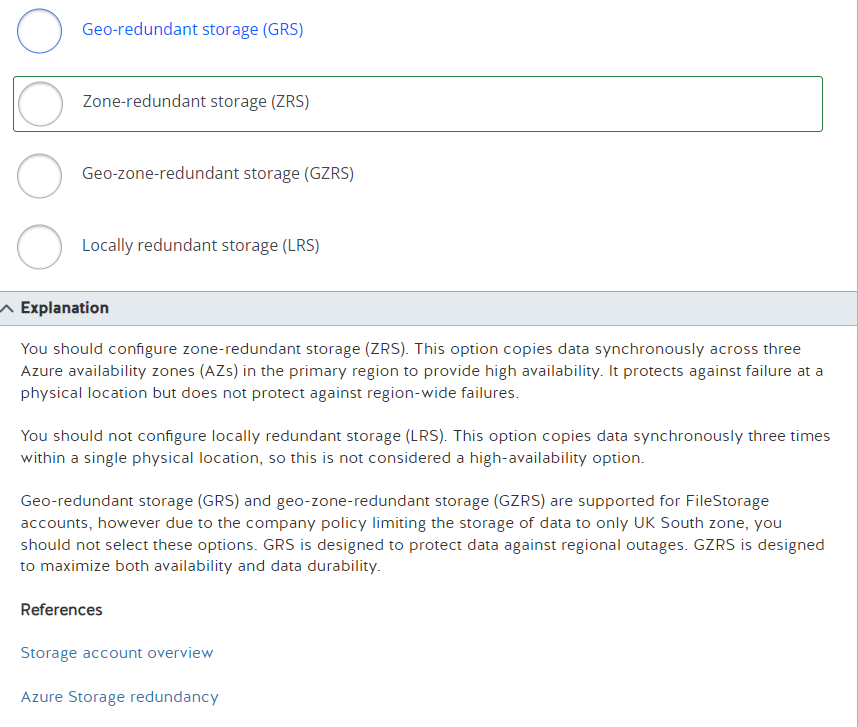 Geo-redundant storage (GRS)
Zone-redundant storage (ZRS)
Geo-zone-redundant storage (GZRS)
Locally redundant storage (LRS)
Explanation
You should configure zone-redundant storage (ZRS). This option copies data synchronously across three
Azure availability zones (AZs) in the primary region to provide high availability. It protects against failure at a
physical location but does not protect against region-wide failures.
You should not configure locally redundant storage (LRS). This option copies data synchronously three times
within a single physical location, so this is not considered a high-availability option.
Geo-redundant storage (GRS) and geo-zone-redundant storage (GZRS) are supported for FileStorage
accounts, however due to the company policy limiting the storage of data to only UK South zone, you
should not select these options. GRS is designed to protect data against regional outages. GZRS is designed
to maximize both availability and data durability.
References
Storage account overview
Azure Storage redundancy